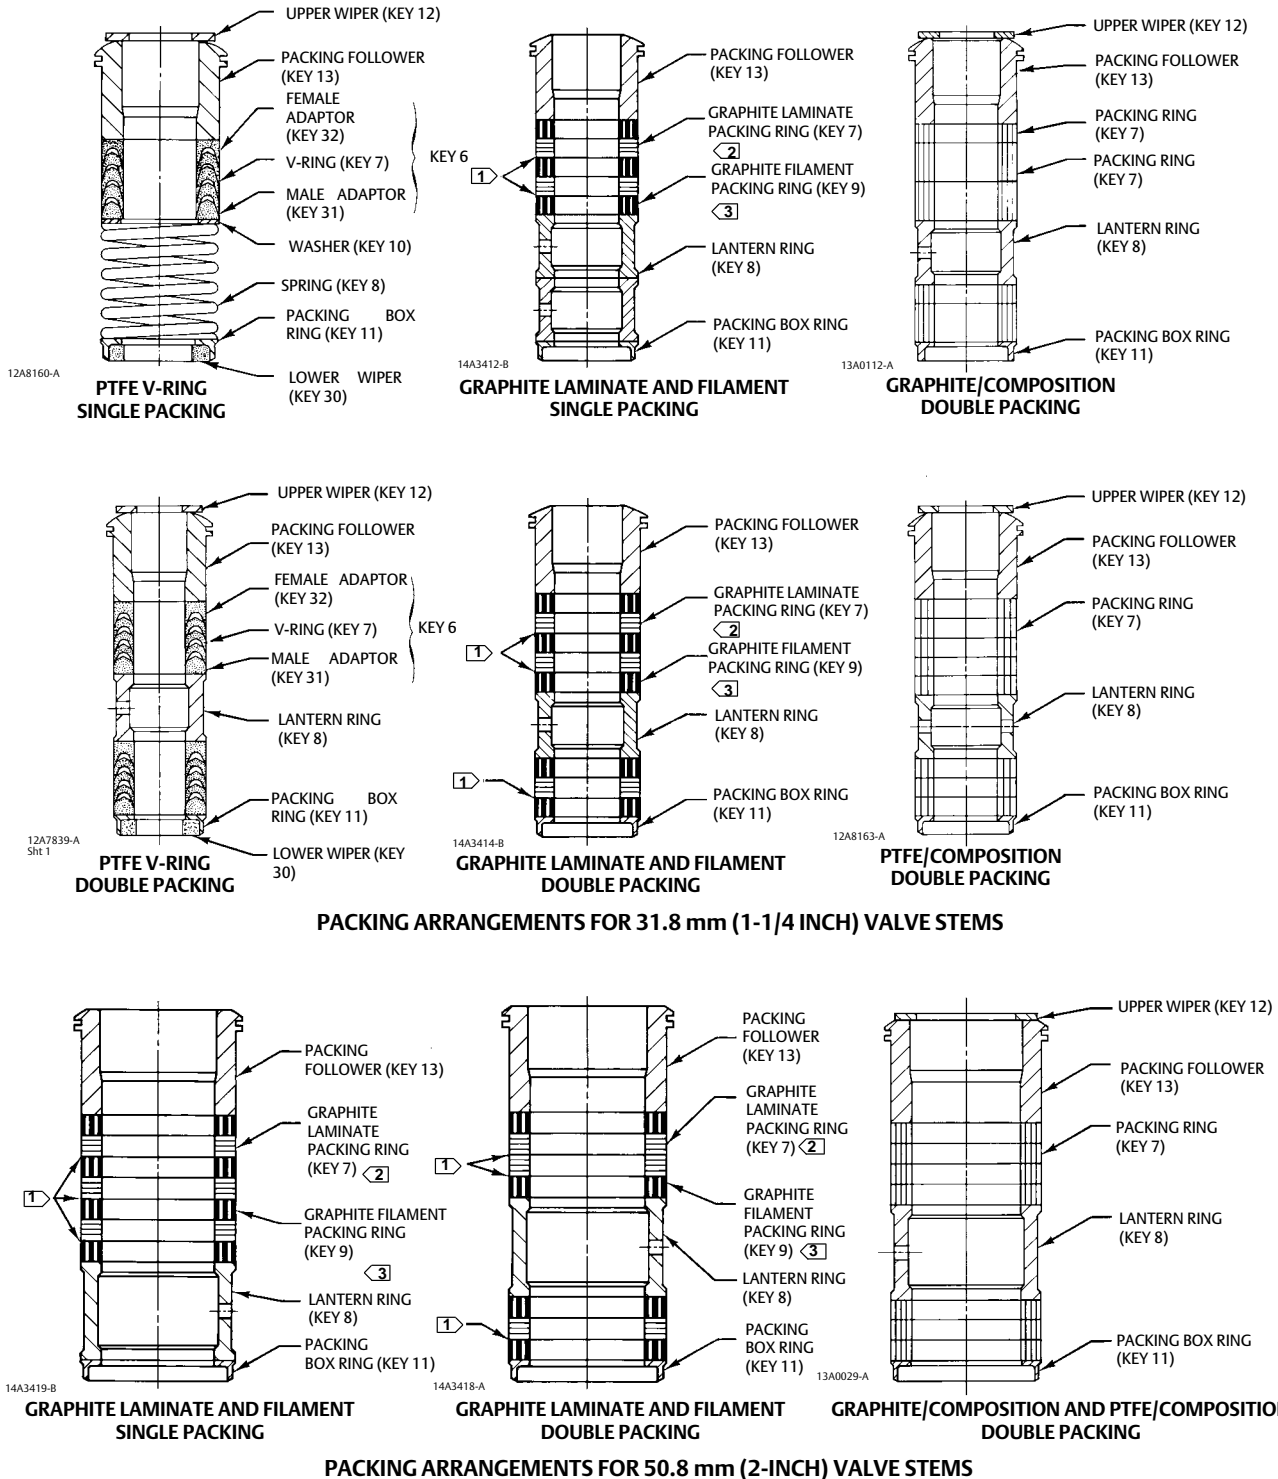 UPPER WIPER (KEY 12)
PACKING FOLLOWER
(KEY 13)
FEMALE
ADAPTOR
(KEY 32)
V-RING (KEY 7)
MALE ADAPTOR
(KEY 31)
KEY 6
WASHER (KEY 10)
SPRING (KEY 8)
PACKING BOX
RING (KEY 11)
LOWER WIPER
(KEY 30)
12A8160-A
PTFE V-RING
SINGLE PACKING
PACKING FOLLOWER
(KEY 13)
GRAPHITE LAMINATE
PACKING RING (KEY 7)
2
1
GRAPHITE FILAMENT
PACKING RING (KEY 9)
3
LANTERN RING
(KEY 8)
PACKING BOX RING
(KEY 11)
14A3412-B
GRAPHITE LAMINATE AND FILAMENT
SINGLE PACKING
UPPER WIPER (KEY 12)
PACKING FOLLOWER
(KEY 13)
PACKING RING
(KEY 7)
PACKING RING
(KEY 7)
LANTERN RING
(KEY 8)
PACKING BOX RING
(KEY 11)
13A0112-A
GRAPHITE/COMPOSITION
DOUBLE PACKING
UPPER WIPER (KEY 12)
PACKING FOLLOWER
(KEY 13)
FEMALE ADAPTOR
(KEY 32)
V-RING (KEY 7)
KEY 6
MALE ADAPTOR
(KEY 31)
LANTERN RING
(KEY 8)
PACKING BOX
RING (KEY 11)
LOWER WIPER (KEY
30)
12A7839-A
Sht 1
PTFE V-RING
DOUBLE PACKING
PACKING FOLLOWER
(KEY 13)
GRAPHITE LAMINATE
PACKING RING (KEY 7)
2
1
GRAPHITE FILAMENT
PACKING RING (KEY 9)
3
LANTERN RING
(KEY 8)
1
PACKING BOX RING
(KEY 11)
14A3414-B
GRAPHITE LAMINATE AND FILAMENT
DOUBLE PACKING
UPPER WIPER (KEY 12)
PACKING FOLLOWER
(KEY 13)
PACKING RING
(KEY 7)
LANTERN RING
(KEY 8)
PACKING BOX RING
(KEY 11)
12A8163-A
PTFE/COMPOSITION
DOUBLE PACKING
PACKING ARRANGEMENTS FOR 31.8 mm (1-1/4 INCH) VALVE STEMS
PACKING
FOLLOWER (KEY 13)
GRAPHITE
LAMINATE
PACKING RING
(KEY 7) 2
1
GRAPHITE FILAMENT
PACKING RING
(KEY 9)
3
LANTERN RING
(KEY 8)
PACKING
BOX RING (KEY 11)
14A3419-B
GRAPHITE LAMINATE AND FILAMENT
SINGLE PACKING
PACKING
FOLLOWER
(KEY 13)
GRAPHITE
LAMINATE
PACKING RING
(KEY 7) 2
1
GRAPHITE
FILAMENT
PACKING RING
(KEY 9) 3
LANTERN RING
(KEY 8)
1
PACKING
BOX RING
(KEY 11)
14A3418-A
GRAPHITE LAMINATE AND FILAMENT
DOUBLE PACKING
UPPER WIPER (KEY 12)
PACKING FOLLOWER
(KEY 13)
PACKING RING
(KEY 7)
LANTERN RING
(KEY 8)
PACKING BOX RING
(KEY 11)
13A0029-A
GRAPHITE/COMPOSITION AND PTFE/COMPOSITIO
DOUBLE PACKING
PACKING ARRANGEMENTS FOR 50.8 mm (2-INCH) VALVE STEMS